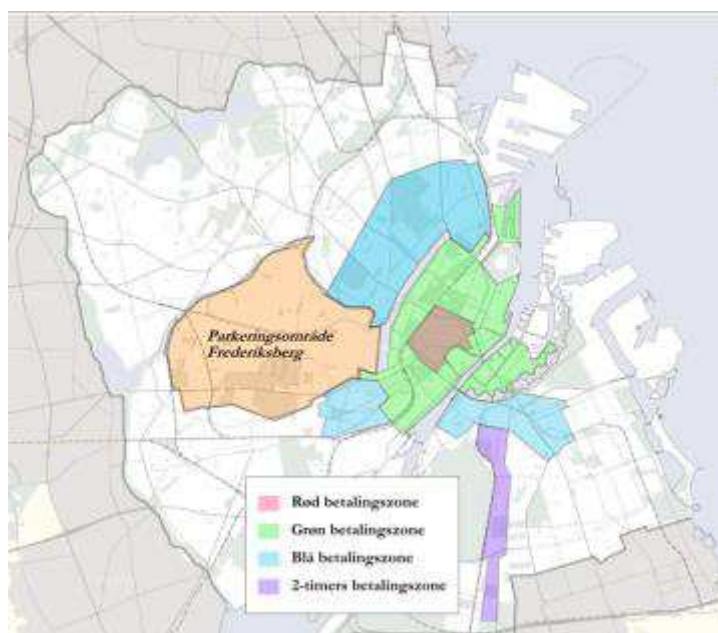 Parkeringsområde
Frederiksberg
Rød betalingszone
Grøn betalingszone
Blå betalingszone
2-timers betalingszone